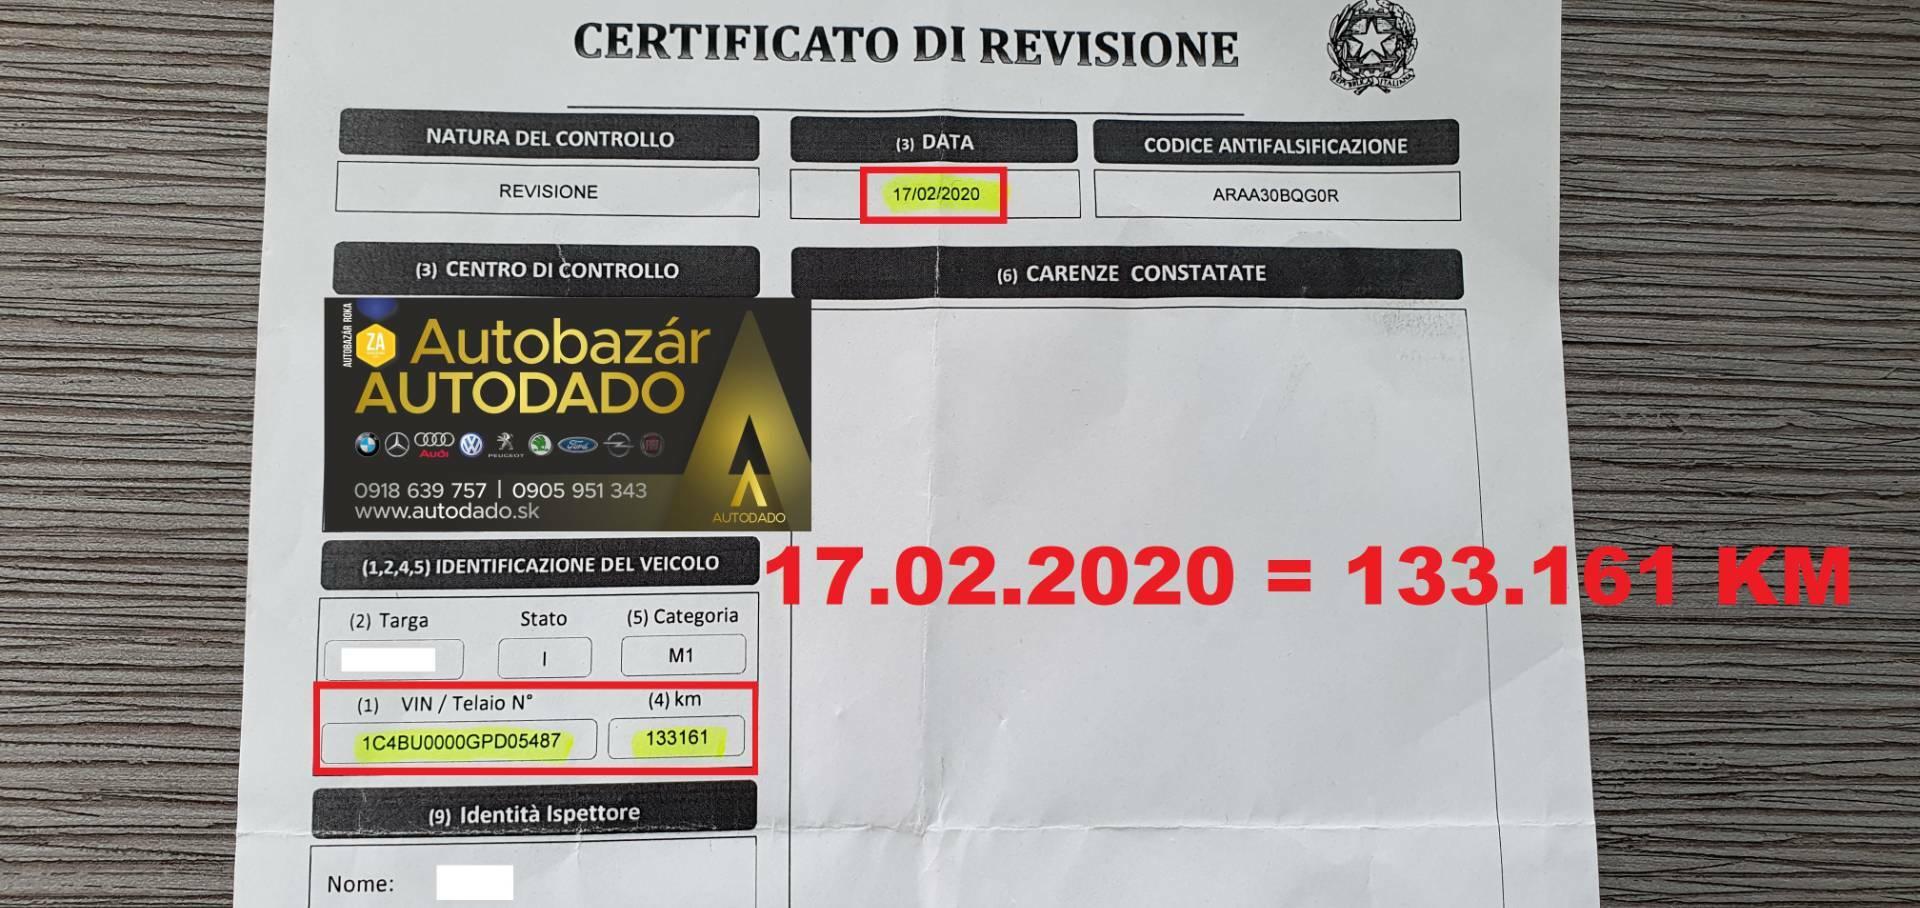 CERTIFICATO DI REVISIONE
REPVBBLICA ITALIANA
NATURA DEL CONTROLLO
(3) DATA
CODICE ANTIFALSIFICAZIONE
REVISIONE
17/02/2020
ARAA30BQG0R
(3) CENTRO DI CONTROLLO
(6) CARENZE CONSTATATE
AUTOBAZÁR ROKA
ZA
Autobazár
AUTODADO
Audi
PEUGEOT
Ford
FIAT
0918 639 757 | 0905 951 343
www.autodado.sk
AUTODADO
17.02.2020 = 133.161 KM
(1,2,4,5) IDENTIFICAZIONE DEL VEICOLO
(2) Targa
Stato
(5) Categoria
I
M1
(1) VIN / Telaio N°
(4) km
1C4BU0000GPD05487
133161
(9) Identità Ispettore
Nome: